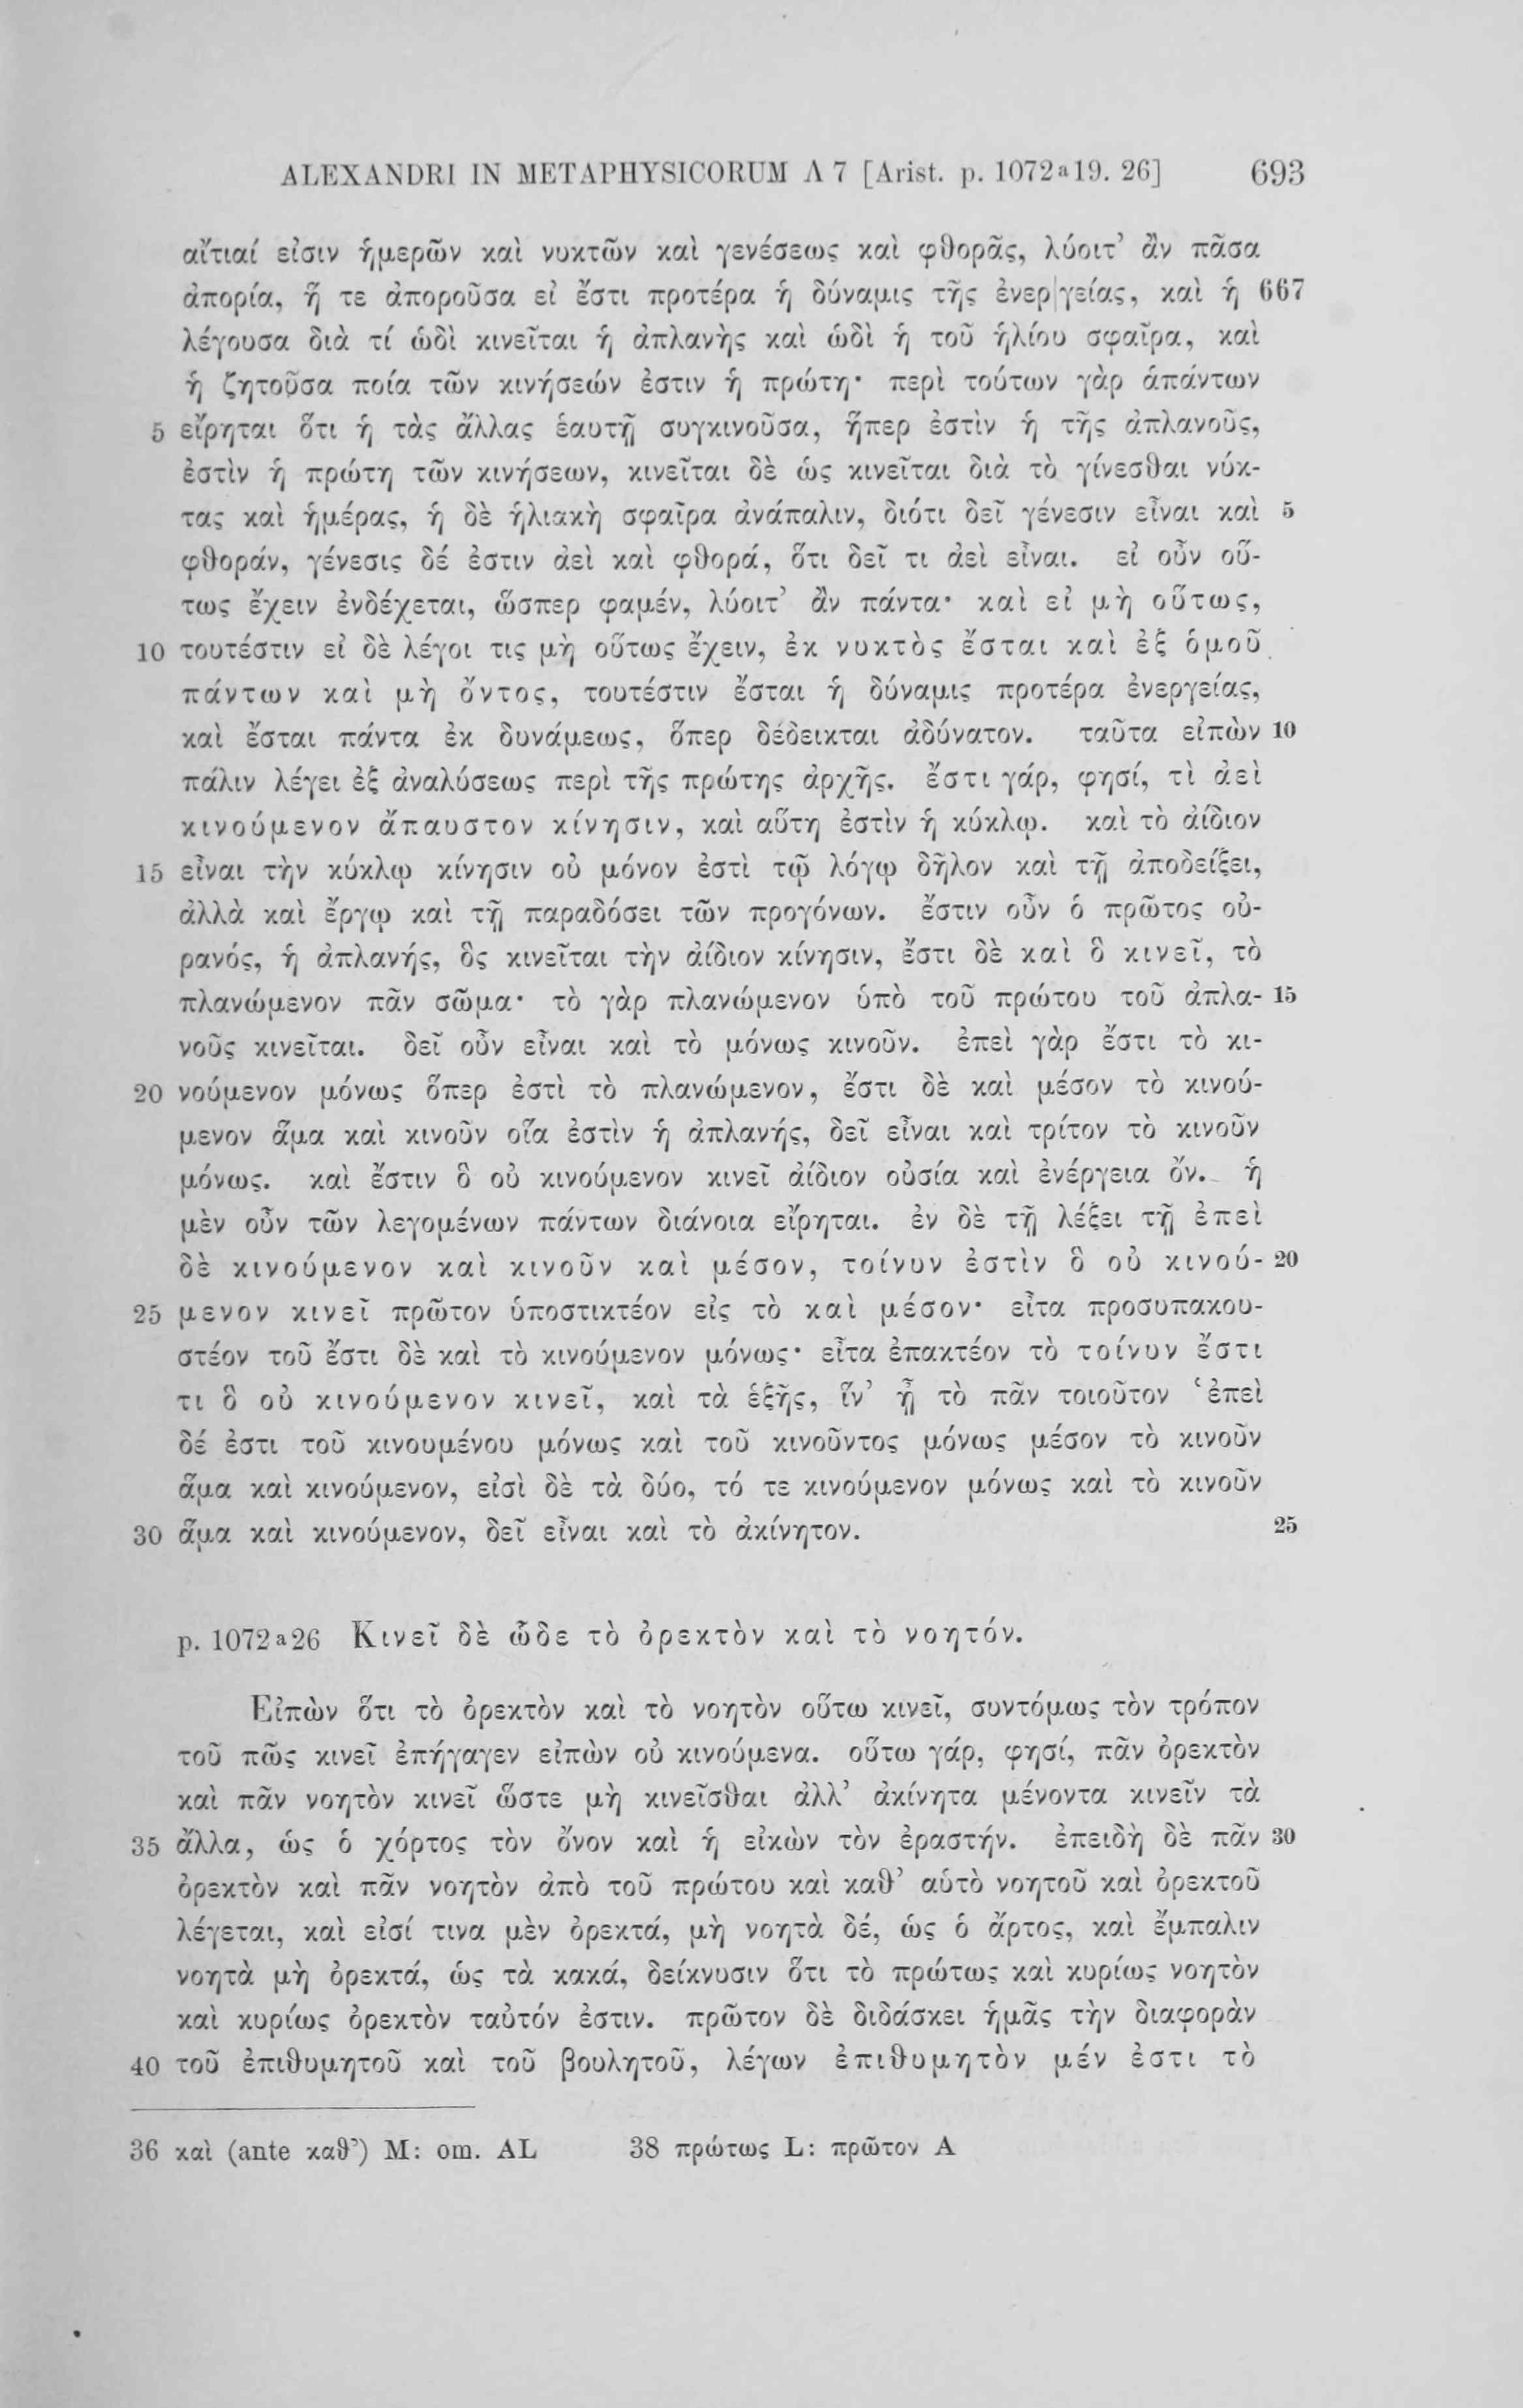 ALEXANDRI IN METAPHYSICORUM Λ 7 [Arist. p. 1072a19. 26] 693
αἴτιαί εἰσιν ἡμερῶν καὶ νυκτῶν καὶ γενέσεως καὶ φθορᾶς, λύοιτ’ ἂν πᾶσα
ἀπορία, ἥ τε ἀποροῦσα εἰ ἔστι προτέρα ἡ δύναμις τῆς ἐνερ|γείας, καὶ ἡ 667
λέγουσα διὰ τί ὡδὶ κινεῖται ἡ ἀπλανὴς καὶ ὡδὶ ἡ τοῦ ἡλίου σφαῖρα, καὶ
ἡ ζητοῦσα ποία τῶν κινήσεών ἐστιν ἡ πρώτη· περὶ τούτων γὰρ ἁπάντων
5 εἴρηται ὅτι ἡ τὰς ἄλλας ἑαυτῇ συγκινοῦσα, ἥπερ ἐστὶν ἡ τῆς ἀπλανοῦς,
ἐστὶν ἡ πρώτη τῶν κινήσεων, κινεῖται δὲ ὡς κινεῖται διὰ τὸ γίνεσθαι νύκ-
τας καὶ ἡμέρας, ἡ δὲ ἡλιακὴ σφαῖρα ἀνάπαλιν, διότι δεῖ γένεσιν εἶναι καὶ 5
φθοράν, γένεσις δέ ἐστιν ἀεὶ καὶ φθορά, ὅτι δεῖ τι ἀεὶ εἶναι. εἰ οὖν οὕ-
τως ἔχειν ἐνδέχεται, ὥσπερ φαμέν, λύοιτ’ ἂν πάντα· καὶ εἰ μὴ οὕτως,
10 τουτέστιν εἰ δὲ λέγοι τις μὴ οὕτως ἔχειν, ἐκ νυκτὸς ἔσται καὶ ἐξ ὁμοῦ
πάντων καὶ μὴ ὄντος, τουτέστιν ἔσται ἡ δύναμις προτέρα ἐνεργείας,
καὶ ἔσται πάντα ἐκ δυνάμεως, ὅπερ δέδεικται ἀδύνατον. ταῦτα εἰπὼν 10
πάλιν λέγει ἐξ ἀναλύσεως περὶ τῆς πρώτης ἀρχῆς. ἔστι γάρ, φησί, τὶ ἀεὶ
κινούμενον ἄπαυστον κίνησιν, καὶ αὕτη ἐστὶν ἡ κύκλῳ. καὶ τὸ ἀίδιον
15 εἶναι τὴν κύκλῳ κίνησιν οὐ μόνον ἐστὶ τῷ λόγῳ δῆλον καὶ τῇ ἀποδείξει,
ἀλλὰ καὶ ἔργῳ καὶ τῇ παραδόσει τῶν προγόνων. ἔστιν οὖν ὁ πρῶτος οὐ-
ρανός, ἡ ἀπλανής, ὃς κινεῖται τὴν ἀίδιον κίνησιν, ἔστι δὲ καὶ ὃ κινεῖ, τὸ
πλανώμενον πᾶν σῶμα· τὸ γὰρ πλανώμενον ὑπὸ τοῦ πρώτου τοῦ ἀπλα- 15
νοῦς κινεῖται. δεῖ οὖν εἶναι καὶ τὸ μόνως κινοῦν. ἐπεὶ γὰρ ἔστι τὸ κι-
20 νούμενον μόνως ὅπερ ἐστὶ τὸ πλανώμενον, ἔστι δὲ καὶ μέσον τὸ κινού-
μενον ἅμα καὶ κινοῦν οἵα ἐστὶν ἡ ἀπλανής, δεῖ εἶναι καὶ τρίτον τὸ κινοῦν
μόνως. καὶ ἔστιν ὃ οὐ κινούμενον κινεῖ ἀίδιον οὐσία καὶ ἐνέργεια ὄν. ἡ
μὲν οὖν τῶν λεγομένων πάντων διάνοια εἴρηται. ἐν δὲ τῇ λέξει τῇ ἐπεὶ
δὲ κινούμενον καὶ κινοῦν καὶ μέσον, τοίνυν ἐστὶν ὃ οὐ κινού- 20
25 μενον κινεῖ πρῶτον ὑποστικτέον εἰς τὸ καὶ μέσον· εἶτα προσυπακου-
στέον τοῦ ἔστι δὲ καὶ τὸ κινούμενον μόνως· εἶτα ἐπακτέον τὸ τοίνυν ἔστι
τι ὃ οὐ κινούμενον κινεῖ, καὶ τὰ ἑξῆς, ἵν’ ᾖ τὸ πᾶν τοιοῦτον ‘ἐπεὶ
δέ ἐστι τοῦ κινουμένου μόνως καὶ τοῦ κινοῦντος μόνως μέσον τὸ κινοῦν
ἅμα καὶ κινούμενον, εἰσὶ δὲ τὰ δύο, τό τε κινούμενον μόνως καὶ τὸ κινοῦν
30 ἅμα καὶ κινούμενον, δεῖ εἶναι καὶ τὸ ἀκίνητον. 25
p. 1072a26 Κινεῖ δὲ ὧδε τὸ ὀρεκτὸν καὶ τὸ νοητόν.
Εἰπὼν ὅτι τὸ ὀρεκτὸν καὶ τὸ νοητὸν οὕτω κινεῖ, συντόμως τὸν τρόπον
τοῦ πῶς κινεῖ ἐπήγαγεν εἰπὼν οὐ κινούμενα. οὕτω γάρ, φησί, πᾶν ὀρεκτὸν
καὶ πᾶν νοητὸν κινεῖ ὥστε μὴ κινεῖσθαι ἀλλ’ ἀκίνητα μένοντα κινεῖν τὰ
35 ἄλλα, ὡς ὁ χόρτος τὸν ὄνον καὶ ἡ εἰκὼν τὸν ἐραστήν. ἐπειδὴ δὲ πᾶν 30
ὀρεκτὸν καὶ πᾶν νοητὸν ἀπὸ τοῦ πρώτου καὶ καθ’ αὑτὸ νοητοῦ καὶ ὀρεκτοῦ
λέγεται, καὶ εἰσί τινα μὲν ὀρεκτά, μὴ νοητὰ δέ, ὡς ὁ ἄρτος, καὶ ἔμπαλιν
νοητὰ μὴ ὀρεκτά, ὡς τὰ κακά, δείκνυσιν ὅτι τὸ πρώτως καὶ κυρίως νοητὸν
καὶ κυρίως ὀρεκτὸν ταὐτόν ἐστιν. πρῶτον δὲ διδάσκει ἡμᾶς τὴν διαφορὰν
40 τοῦ ἐπιθυμητοῦ καὶ τοῦ βουλητοῦ, λέγων ἐπιθυμητὸν μέν ἐστι τὸ
36 καὶ (ante καθ’) M: om. AL 38 πρώτως L: πρῶτον A